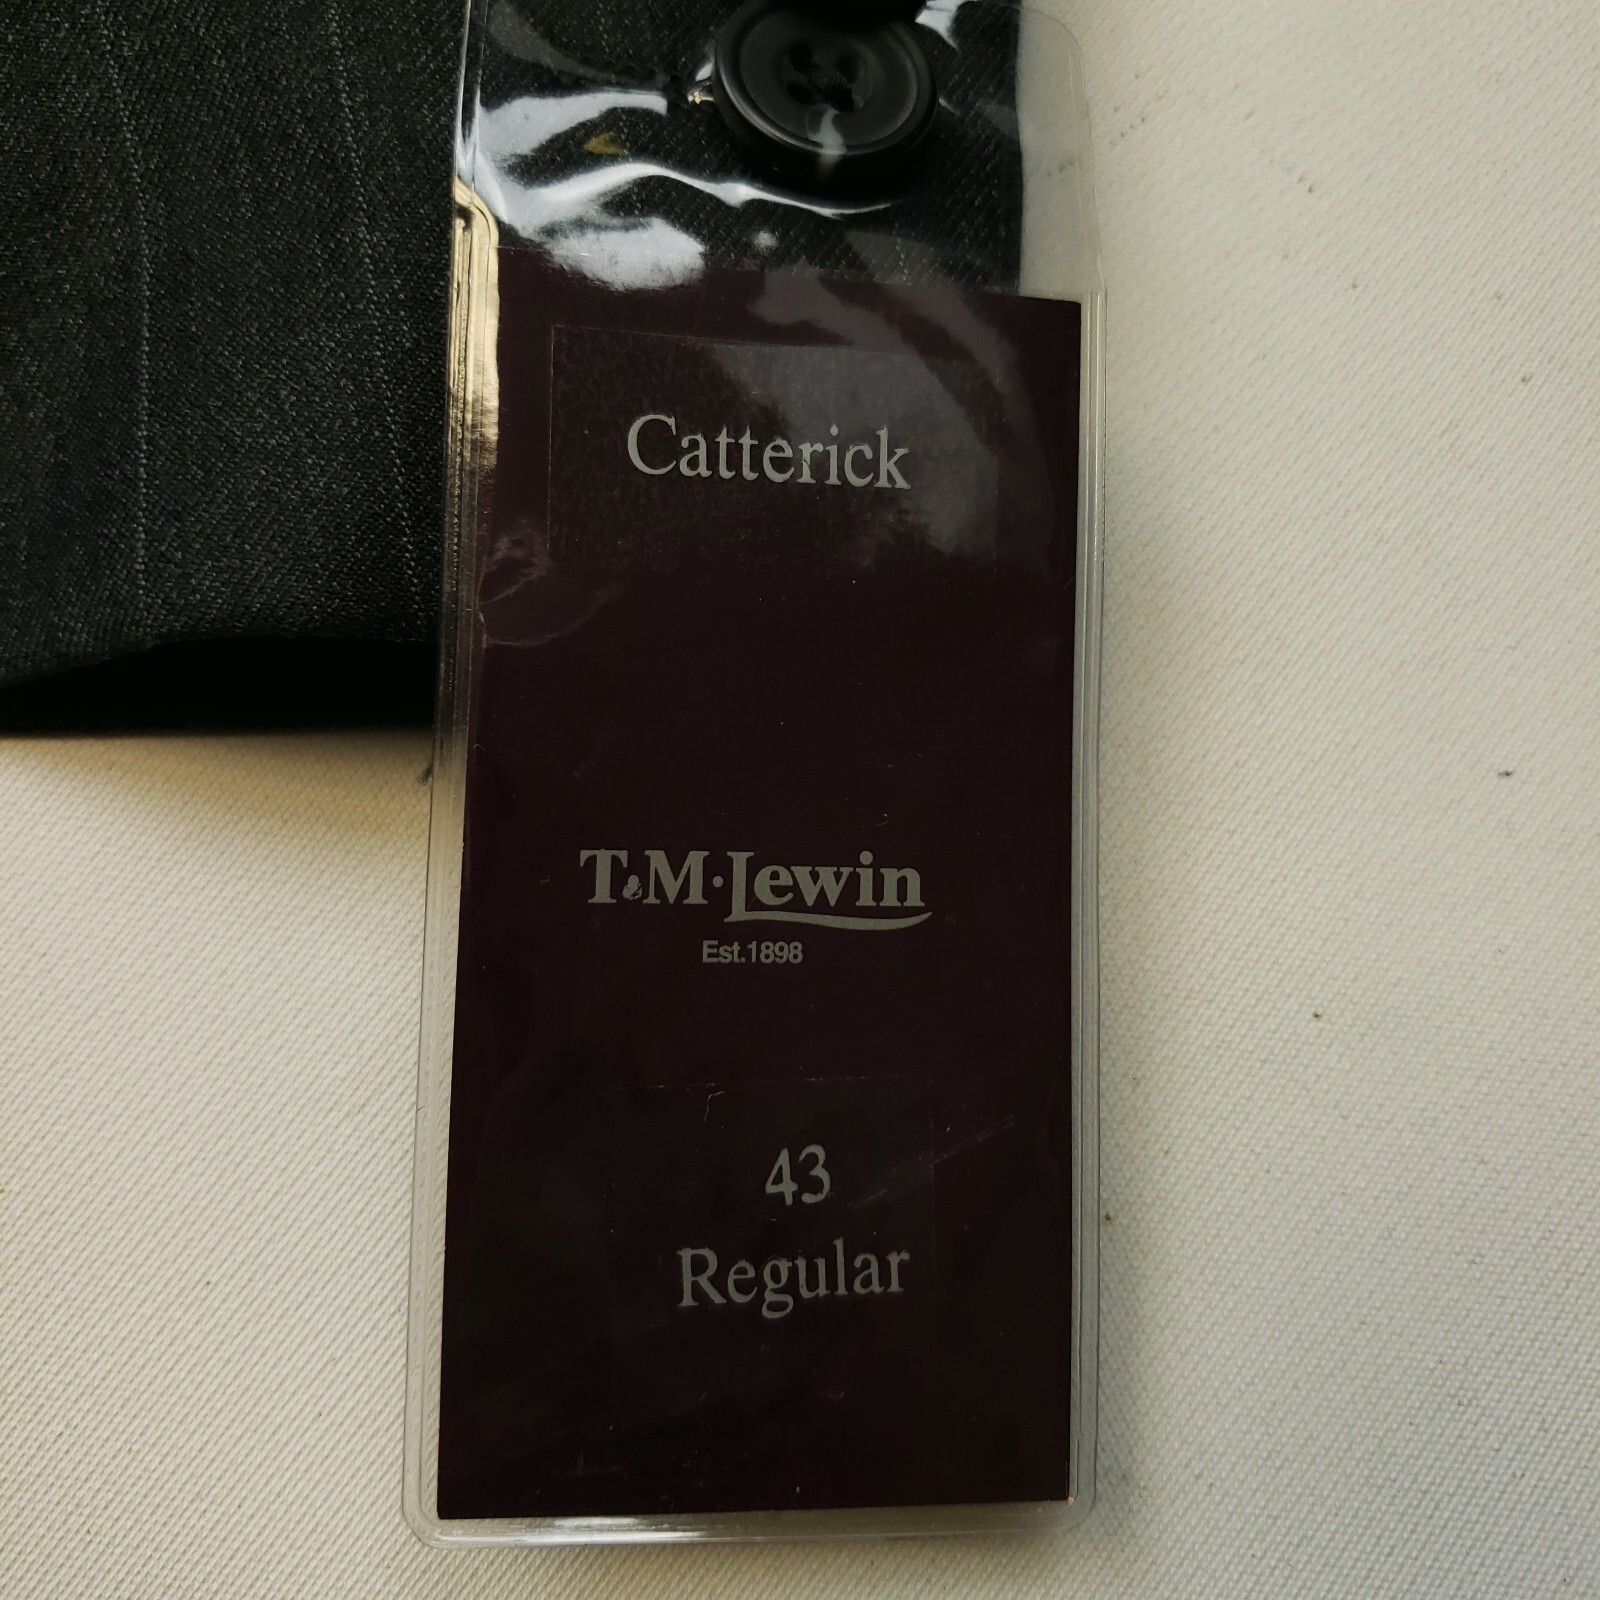 Catterick
T&M·Lewin
Est.1898
43
Regular